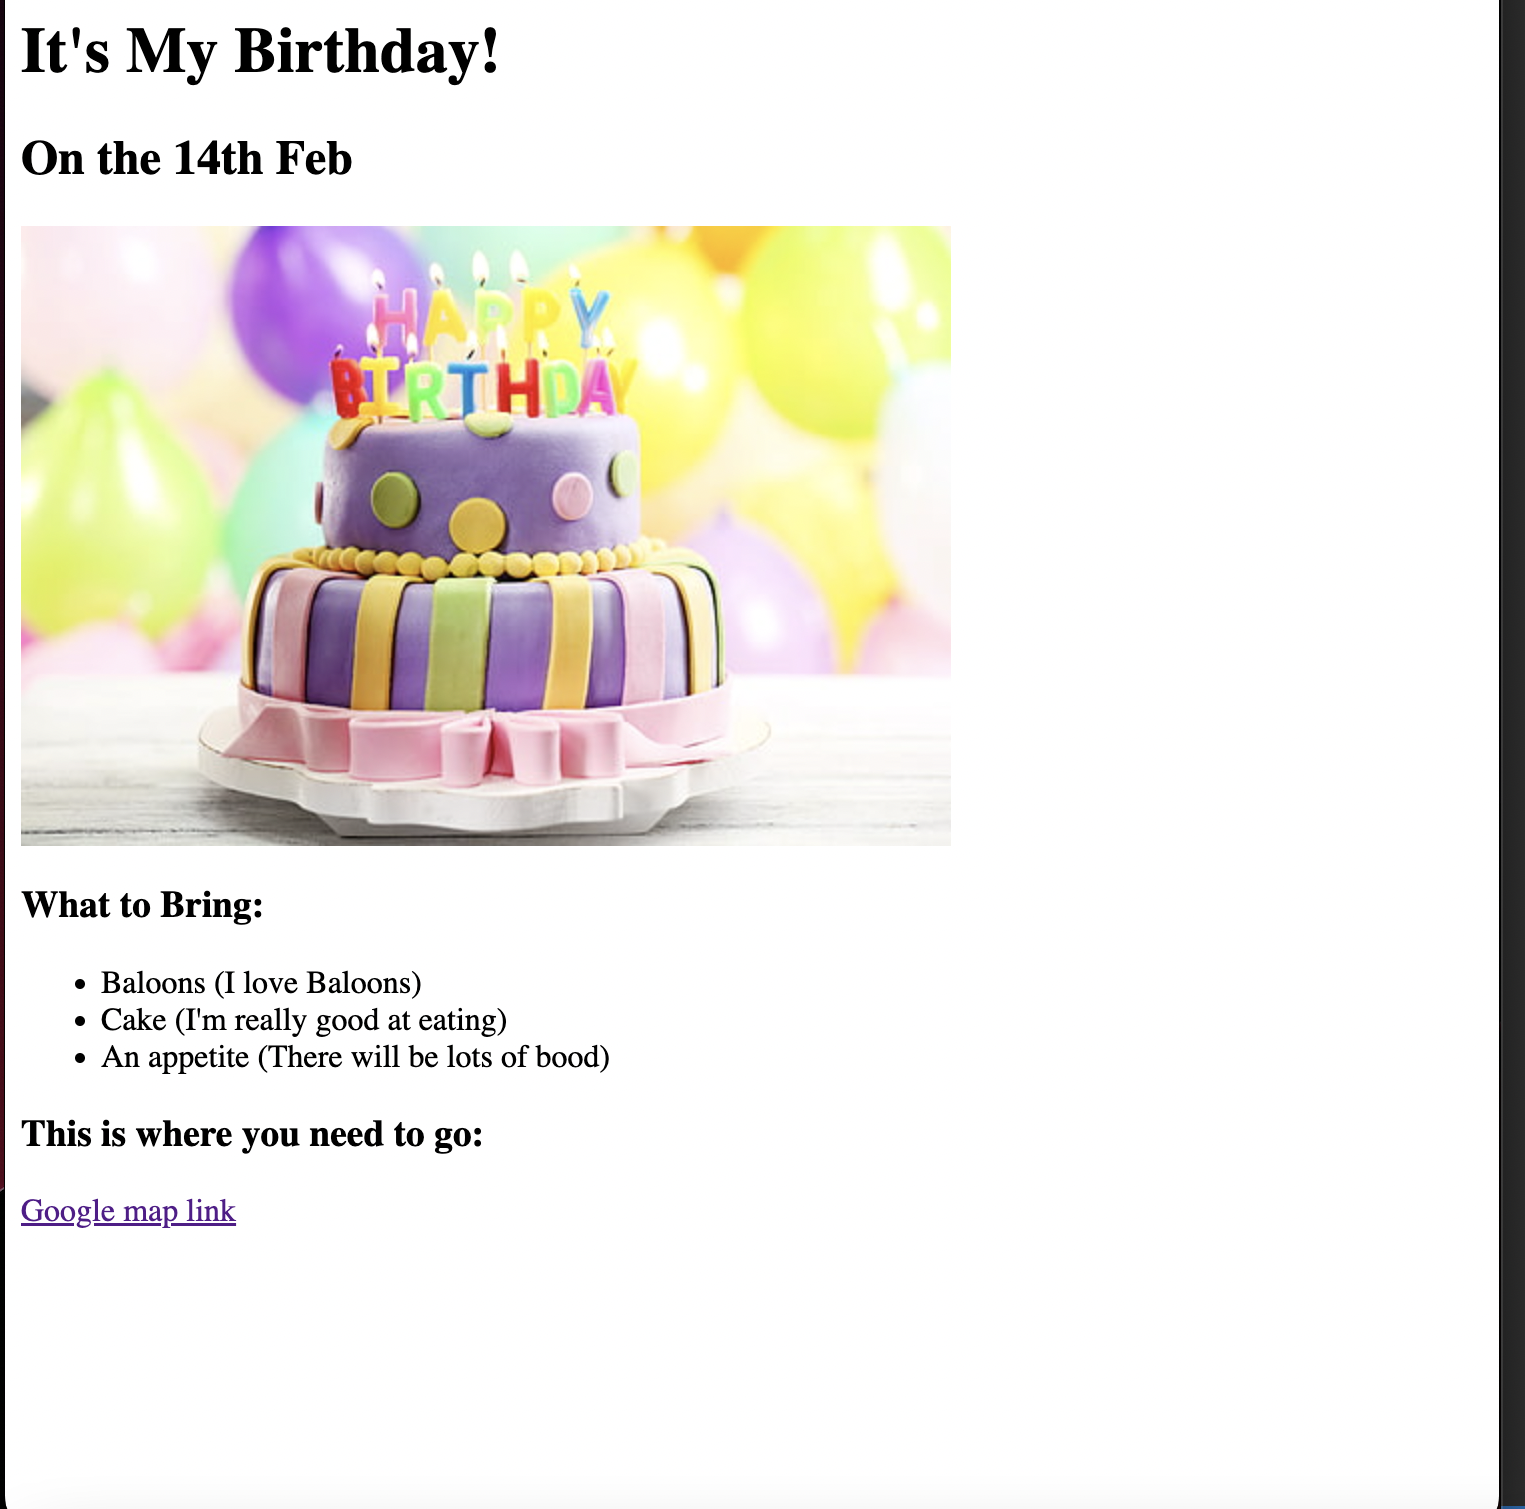 It's My Birthday!
On the 14th Feb
HAPPY
BIRTHDAY
What to Bring:
Baloons (I love Baloons)
Cake (I'm really good at eating)
An appetite (There will be lots of bood)
This is where you need to go:
Google map link